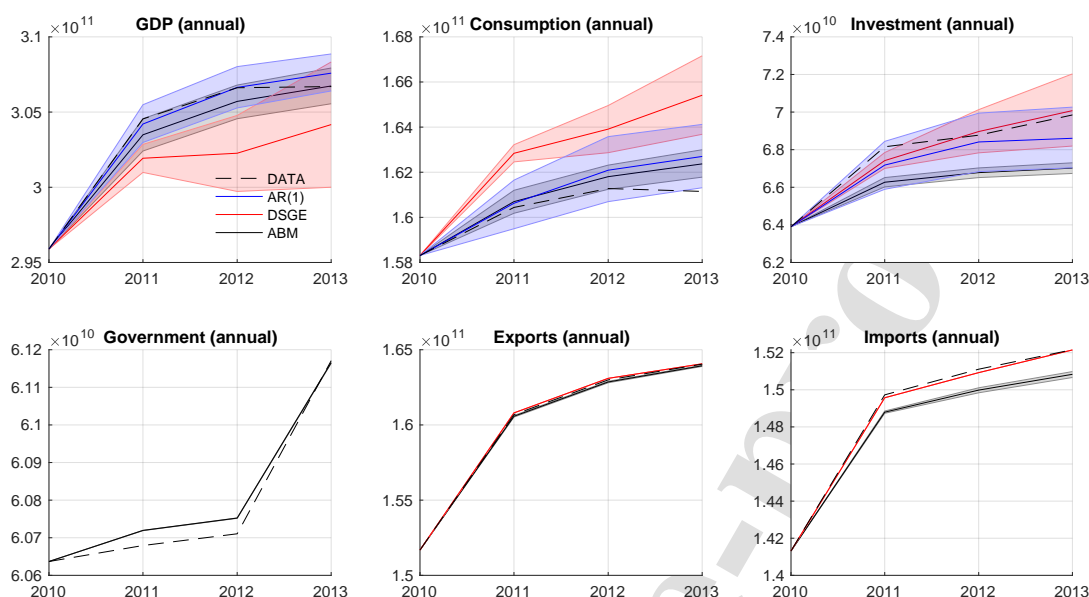 GDP (annual)
× 10^11
3.1
3.05
3
2.95
2010 2011 2012 2013
DATA
AR(1)
DSGE
ABM
Consumption (annual)
× 10^11
1.68
1.66
1.64
1.62
1.6
1.58
2010 2011 2012 2013
Investment (annual)
× 10^10
7.4
7.2
7
6.8
6.6
6.4
6.2
2010 2011 2012 2013
Government (annual)
× 10^10
6.12
6.11
6.1
6.09
6.08
6.07
6.06
2010 2011 2012 2013
Exports (annual)
× 10^11
1.65
1.6
1.55
1.5
2010 2011 2012 2013
Imports (annual)
× 10^11
1.52
1.5
1.48
1.46
1.44
1.42
1.4
2010 2011 2012 2013